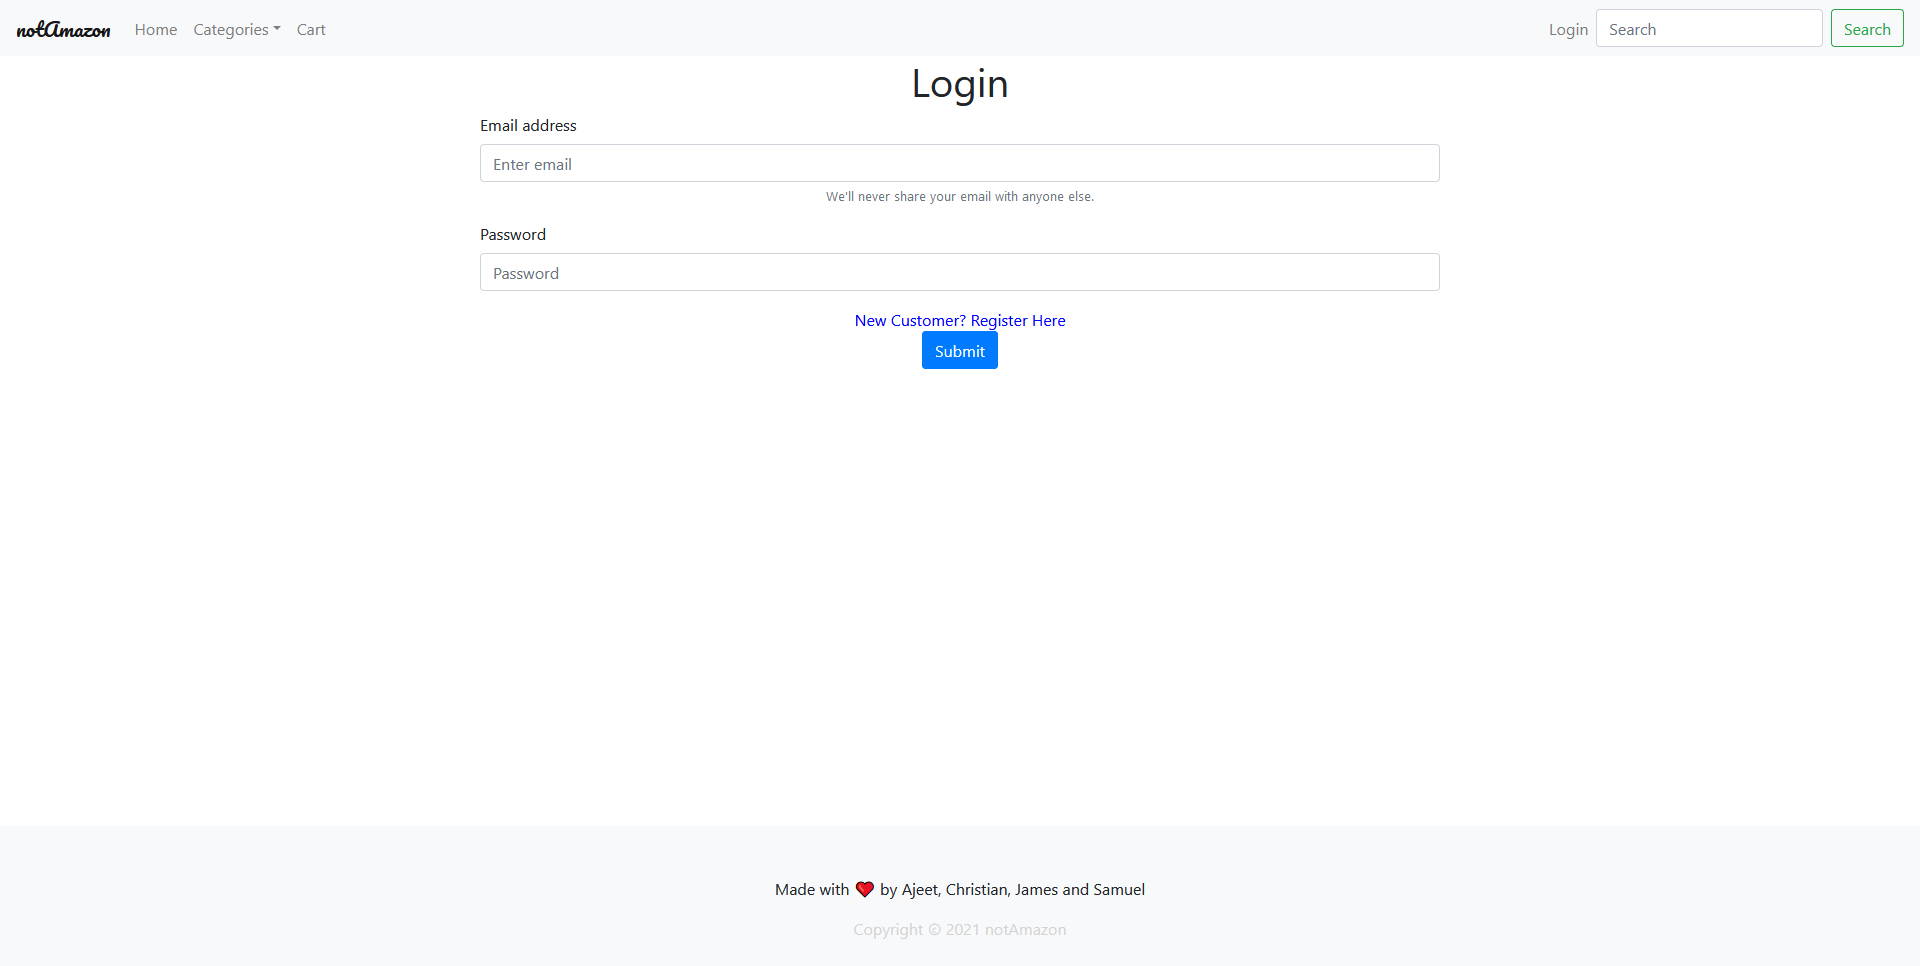 notAmazon Home Categories Cart Login Search Search
Login
Email address
Enter email
We'll never share your email with anyone else.
Password
Password
New Customer? Register Here
Submit
Made with ❤ by Ajeet, Christian, James and Samuel
Copyright © 2021 notAmazon